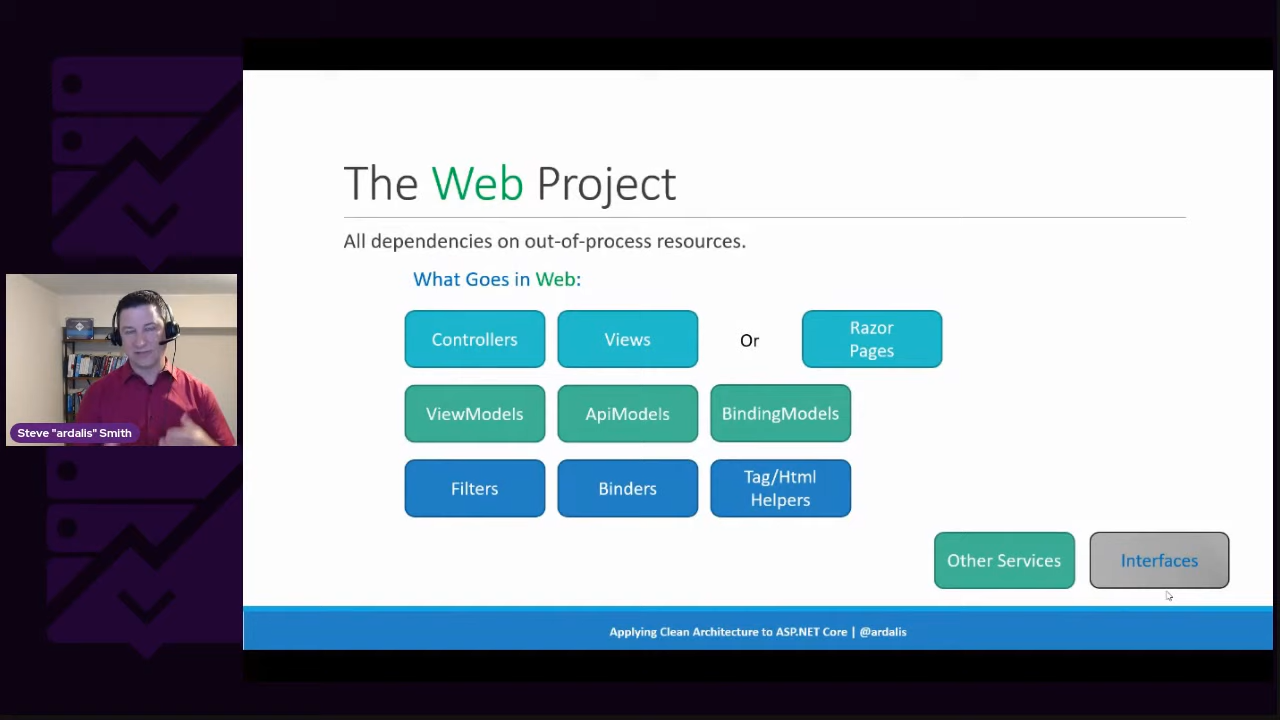 The Web Project
All dependencies on out-of-process resources.
What Goes in Web:
Controllers
Views
Or
Razor
Pages
ViewModels
ApiModels
BindingModels
Filters
Binders
Tag/Html
Helpers
Other Services
Interfaces
Steve "ardalis" Smith
Applying Clean Architecture to ASP.NET Core | @ardalis